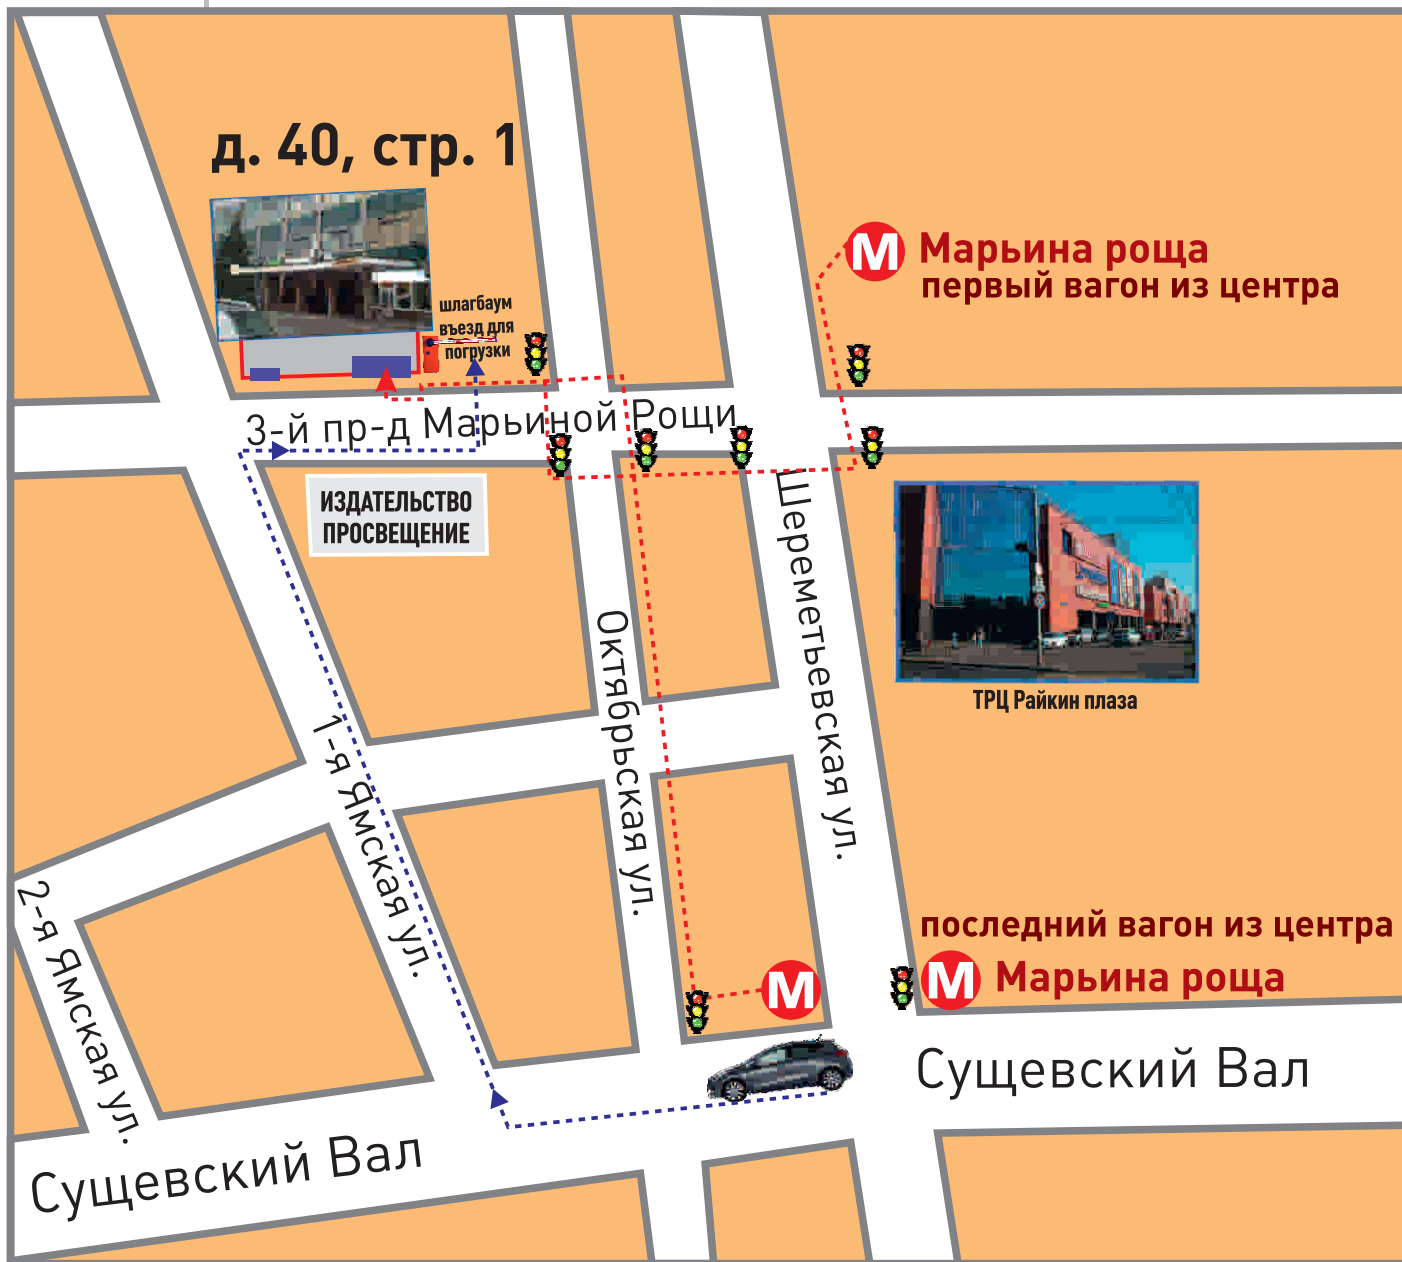 д. 40, стр. 1
М
Марьина роща
первый вагон из центра
шлагбаум
въезд для
погрузки
3-й пр-д Марьиной Рощи
ИЗДАТЕЛЬСТВО
ПРОСВЕЩЕНИЕ
Шереметьевская ул.
ТРЦ Райкин плаза
Октябрьская ул.
1-я Ямская ул.
2-я Ямская ул.
последний вагон из центра
М
М
Марьина роща
Сущевский Вал
Сущевский Вал